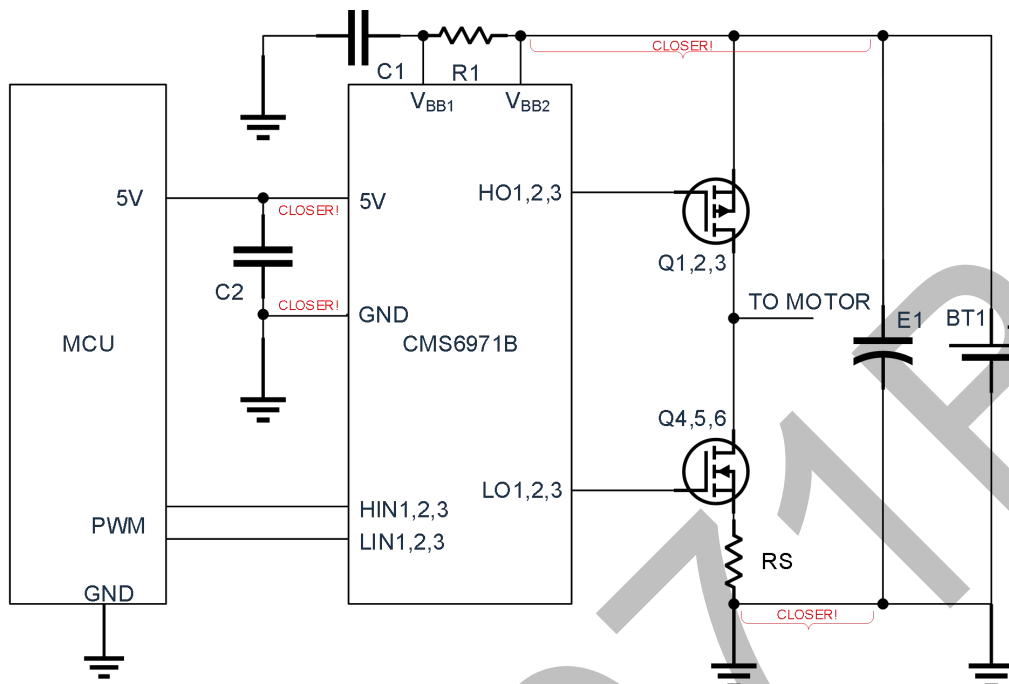 CLOSER!
C1
R1
VBB1
VBB2
5V
5V
CLOSER!
HO1,2,3
Q1,2,3
C2
CLOSER!
GND
TO MOTOR
E1
BT1
MCU
CMS6971B
Q4,5,6
LO1,2,3
HIN1,2,3
PWM
LIN1,2,3
RS
GND
CLOSER!